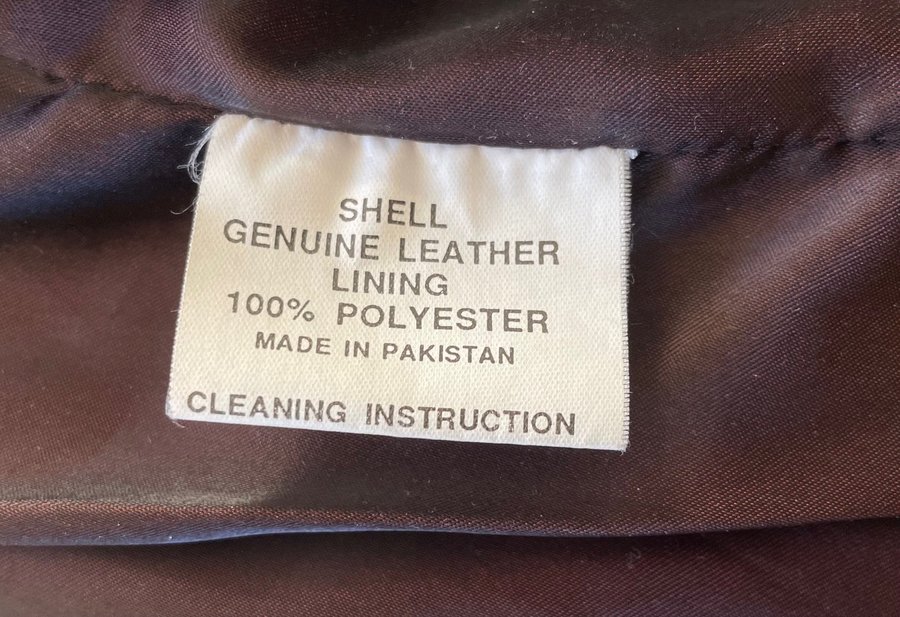 SHELL
GENUINE LEATHER
LINING
100% POLYESTER
MADE IN PAKISTAN
CLEANING INSTRUCTION